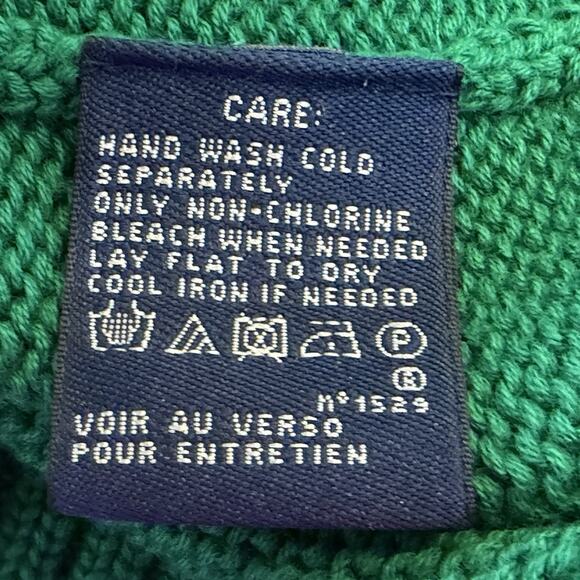 CARE:
HAND WASH COLD
SEPARATELY
ONLY NON-CHLORINE
BLEACH WHEN NEEDED
LAY FLAT TO DRY
COOL IRON IF NEEDED
P
R
nº1529
VOIR AU VERSO
POUR ENTRETIEN